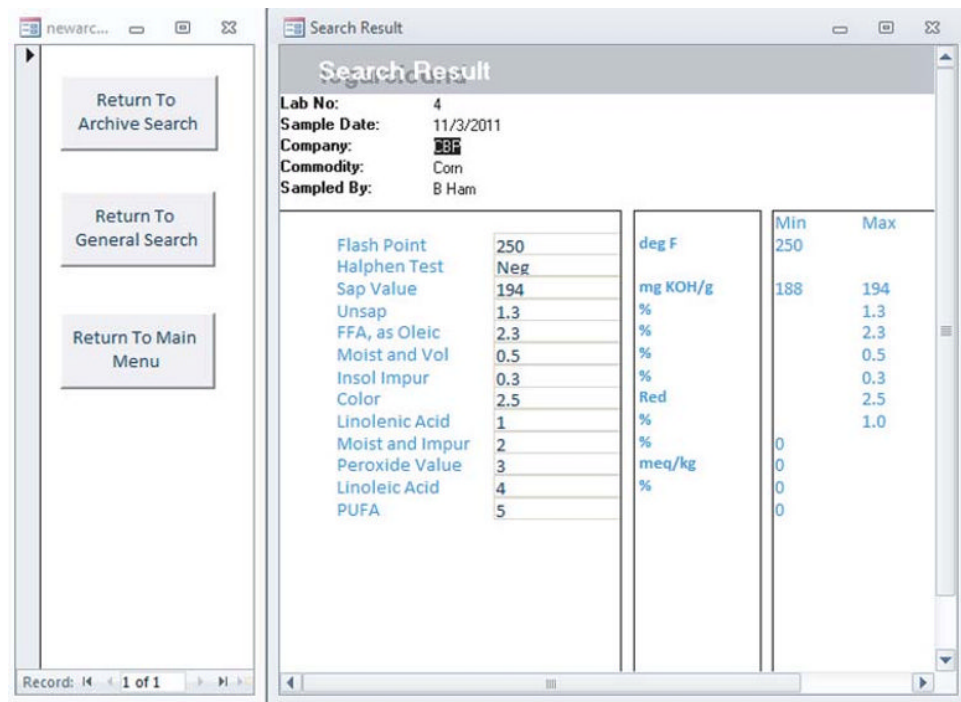 newarc...
Return To
Archive Search
Return To
General Search
Return To Main
Menu
Record: 1 of 1
Search Result
Search Result
Lab No: 4
Sample Date: 11/3/2011
Company: CBP
Commodity: Corn
Sampled By: B Ham
Min Max
Flash Point 250 deg F 250
Halphen Test Neg
Sap Value 194 mg KOH/g 188 194
Unsap 1.3 % 1.3
FFA, as Oleic 2.3 % 2.3
Moist and Vol 0.5 % 0.5
Insol Impur 0.3 % 0.3
Color 2.5 Red 2.5
Linolenic Acid 1 % 1.0
Moist and Impur 2 % 0
Peroxide Value 3 meq/kg 0
Linoleic Acid 4 % 0
PUFA 5 0